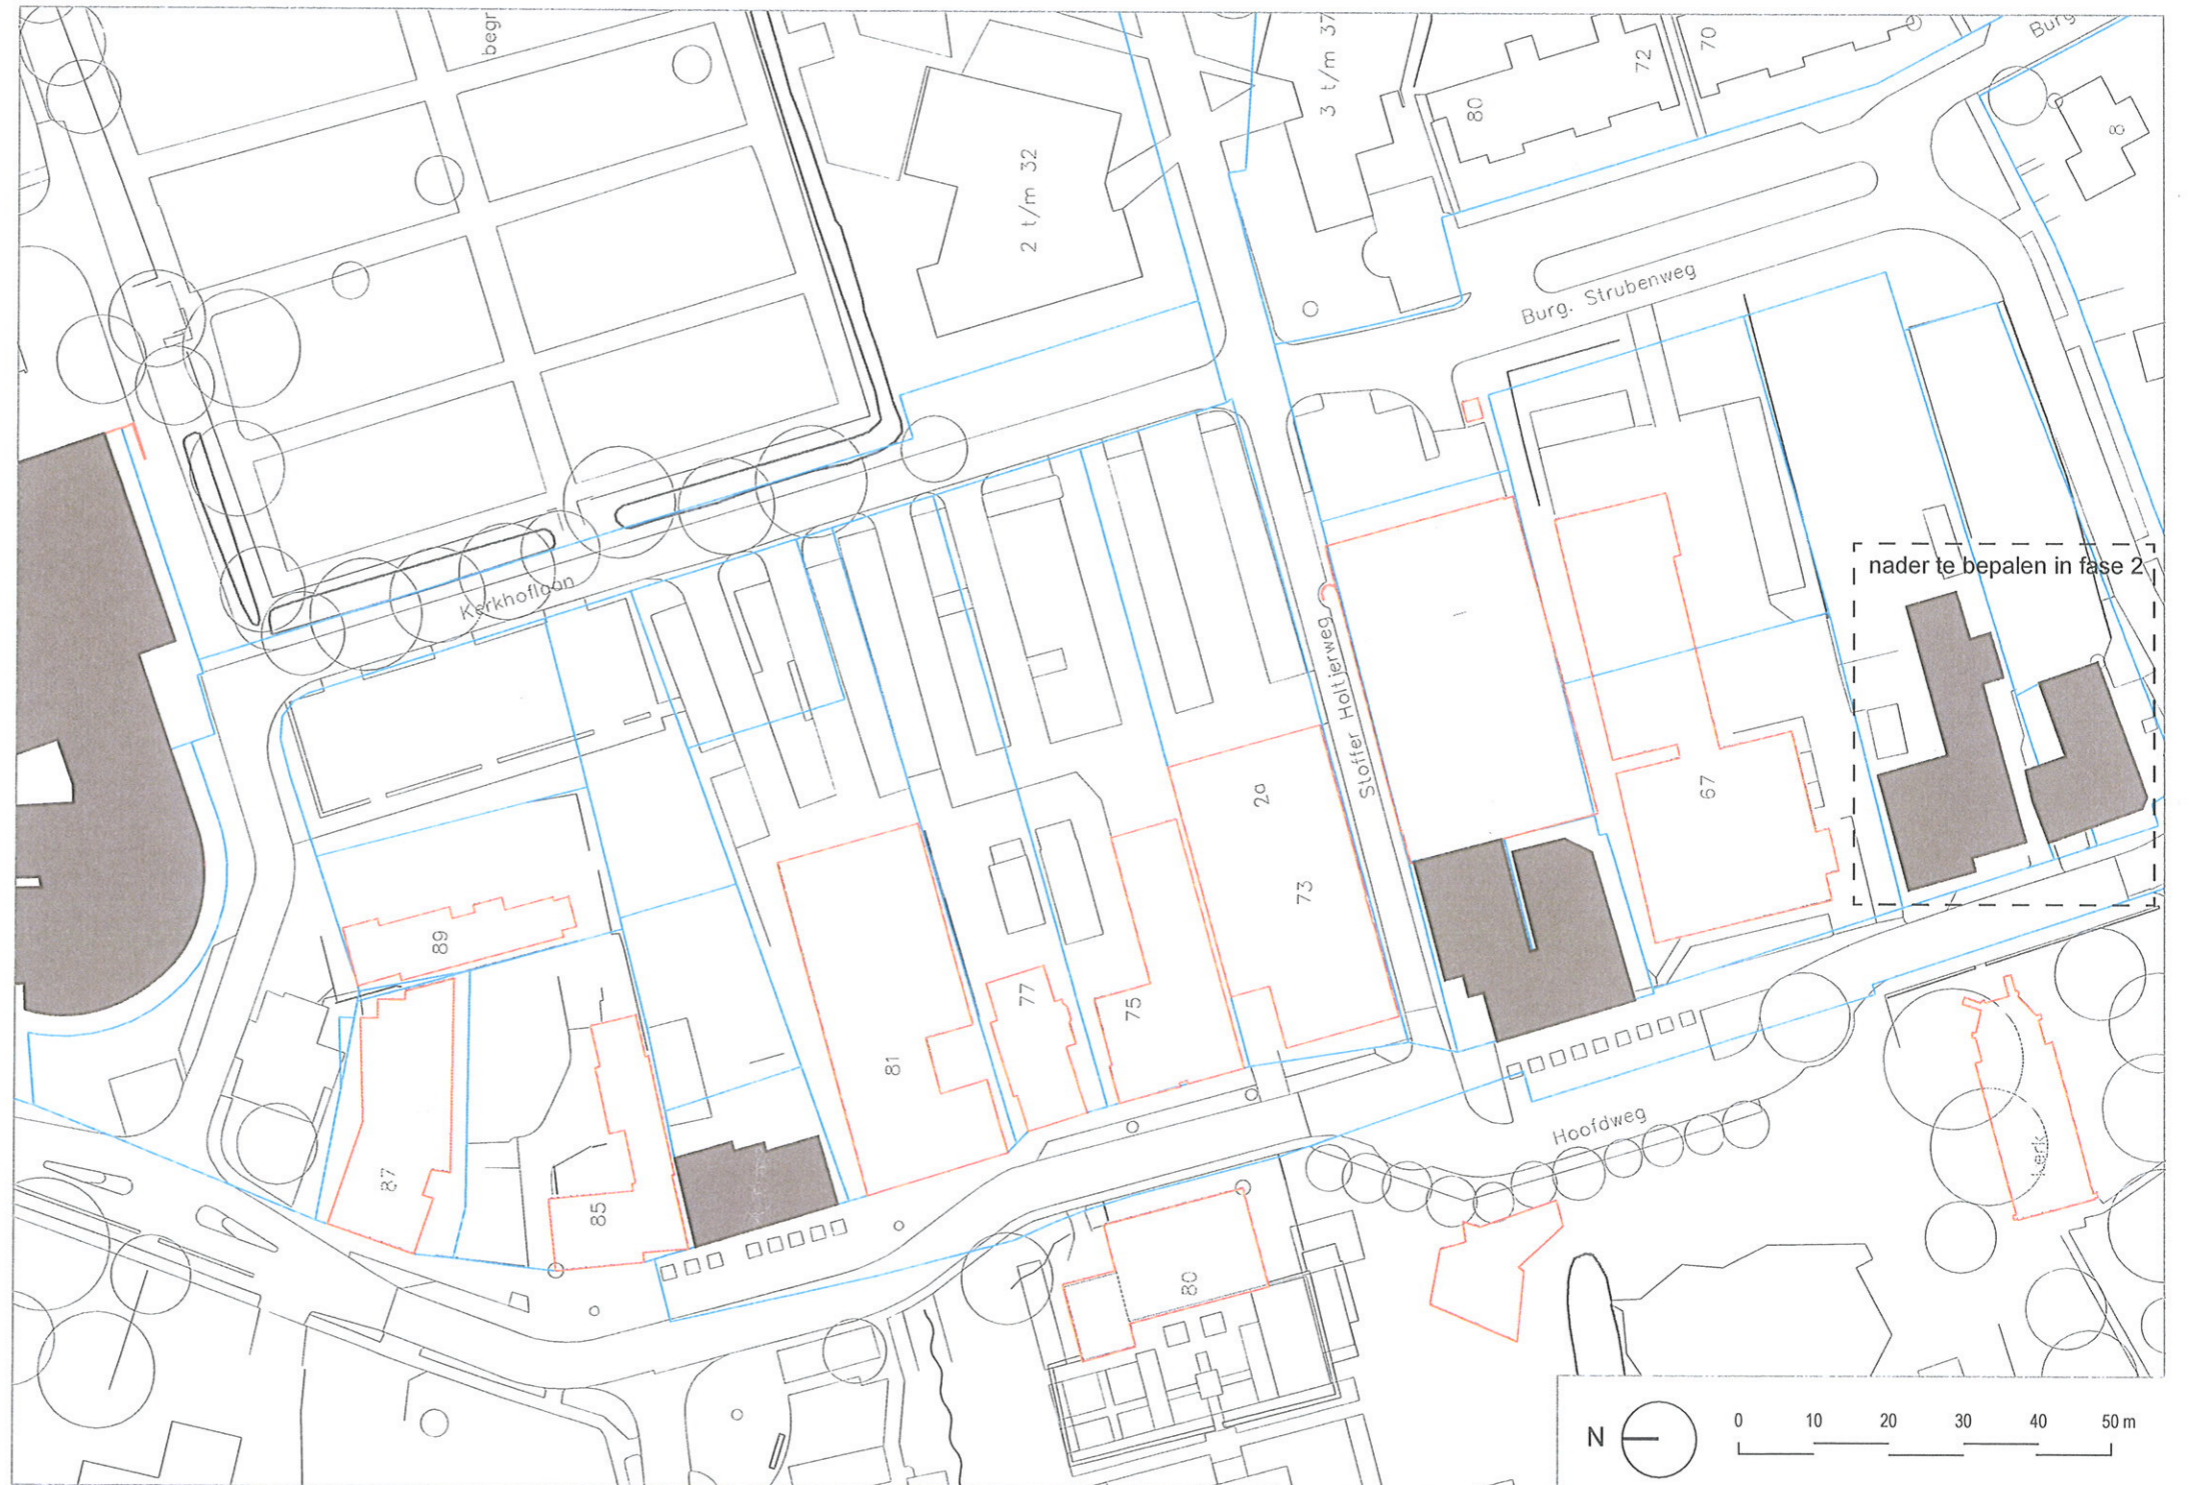 begr
2 t/m 32
3 t/m 37
80
72
70
Burg.
8
Burg. Strubenweg
Kerkhoflaan
nader te bepalen in fase 2
Stoffer Holtjerweg
2a
73
67
89
77
75
81
87
85
Hoofdweg
kerk
80
N
0 10 20 30 40 50 m